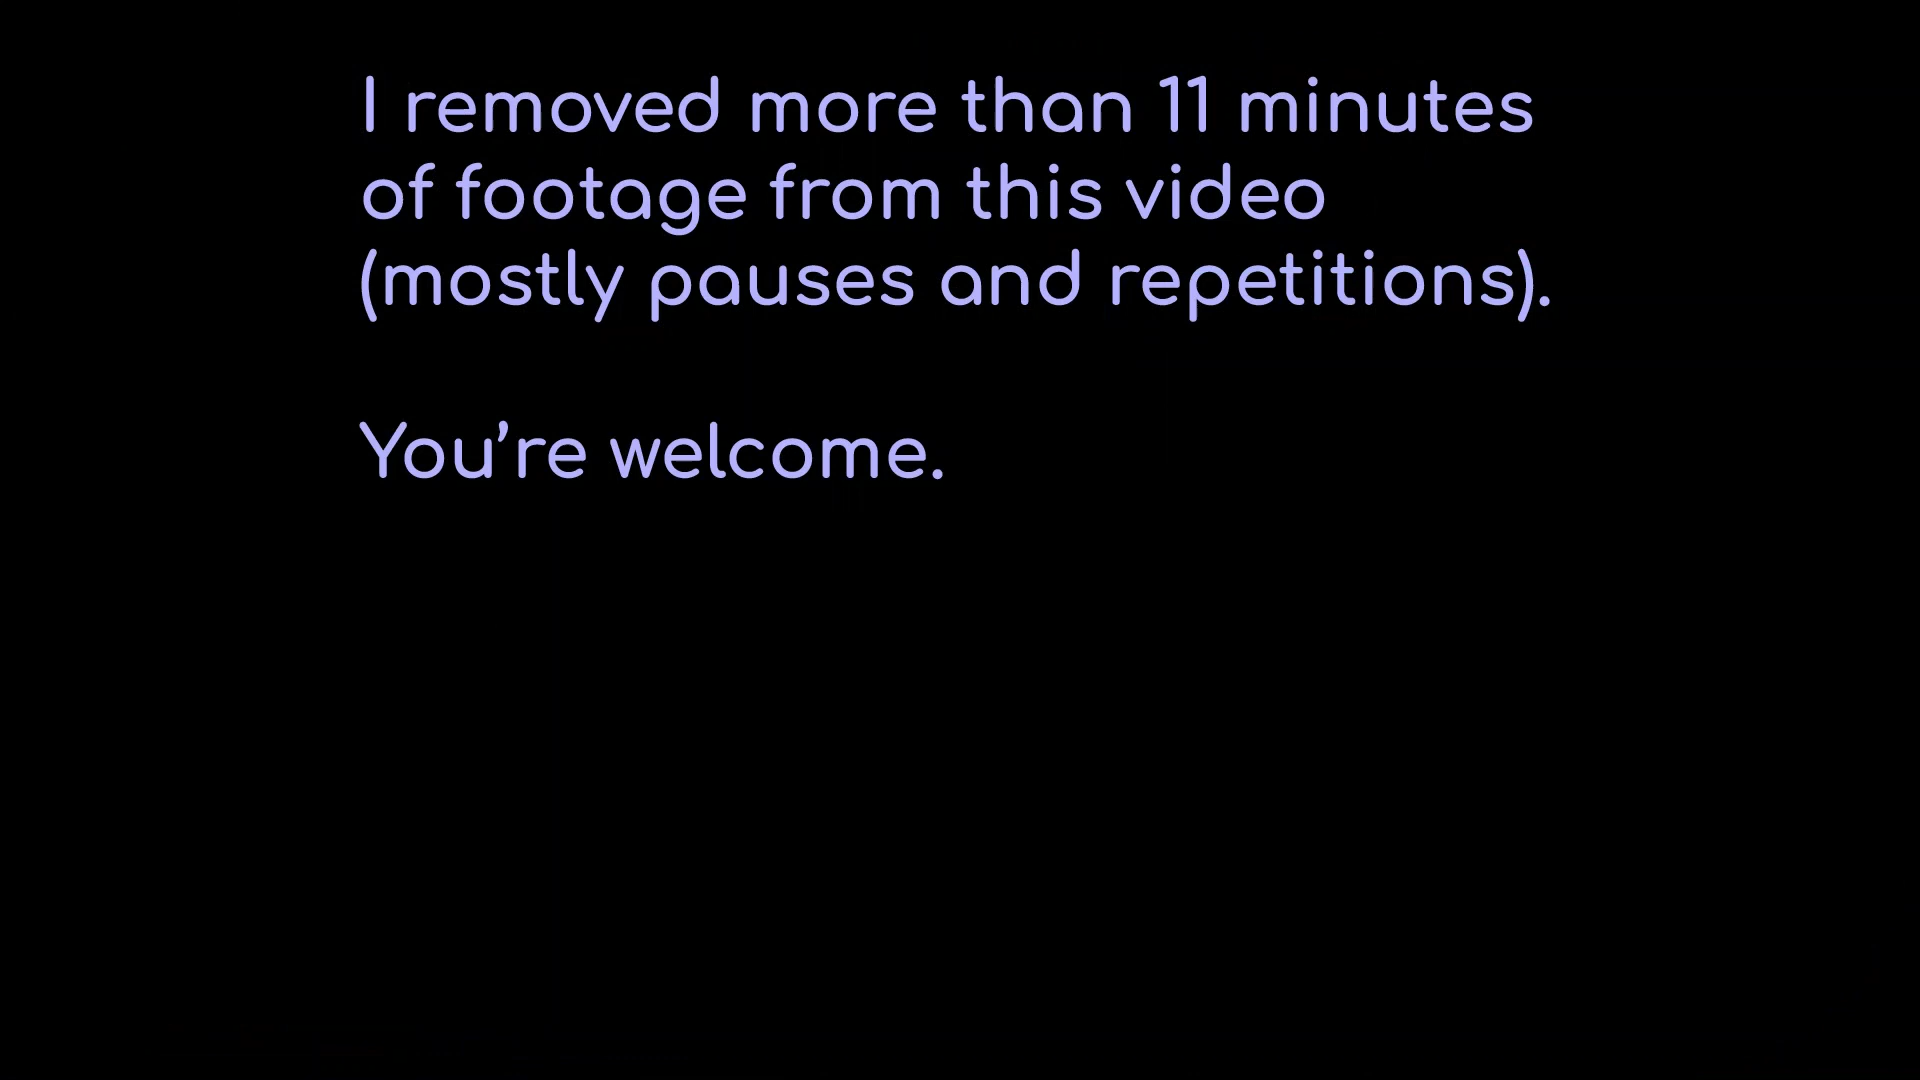 I removed more than 11 minutes
of footage from this video
(mostly pauses and repetitions).
You’re welcome.